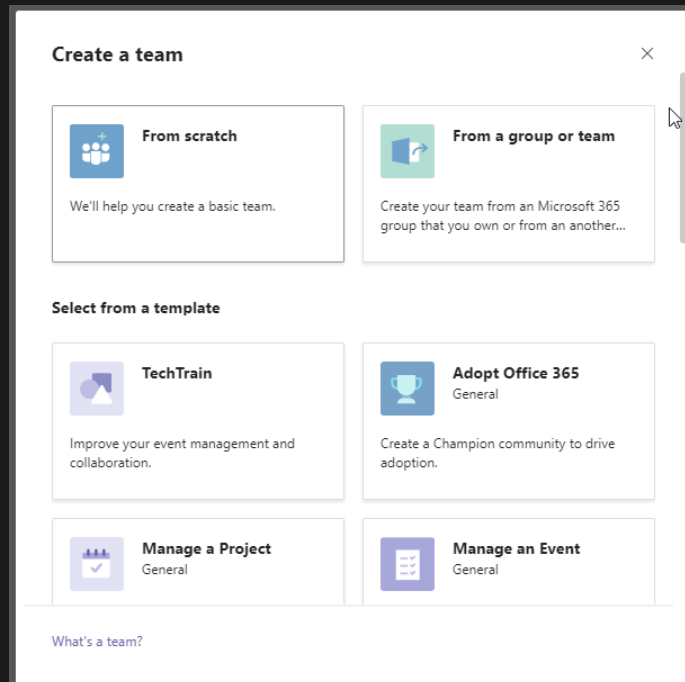 Create a team
From scratch
We'll help you create a basic team.
From a group or team
Create your team from an Microsoft 365
group that you own or from an another...
Select from a template
TechTrain
Improve your event management and
collaboration.
Adopt Office 365
General
Create a Champion community to drive
adoption.
Manage a Project
General
Manage an Event
General
What's a team?